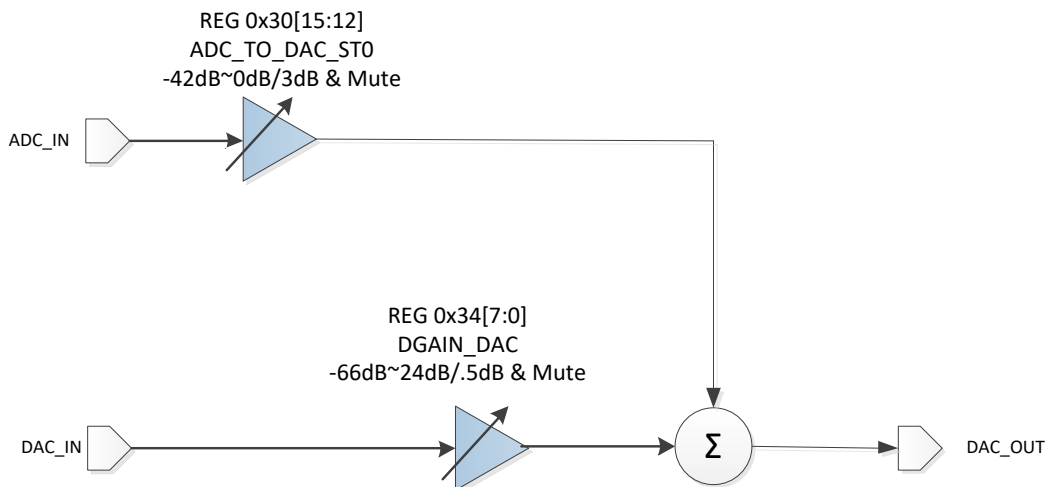 REG 0x30[15:12]
ADC_TO_DAC_ST0
-42dB~0dB/3dB & Mute
ADC_IN
REG 0x34[7:0]
DGAIN_DAC
-66dB~24dB/.5dB & Mute
DAC_IN
Σ
DAC_OUT